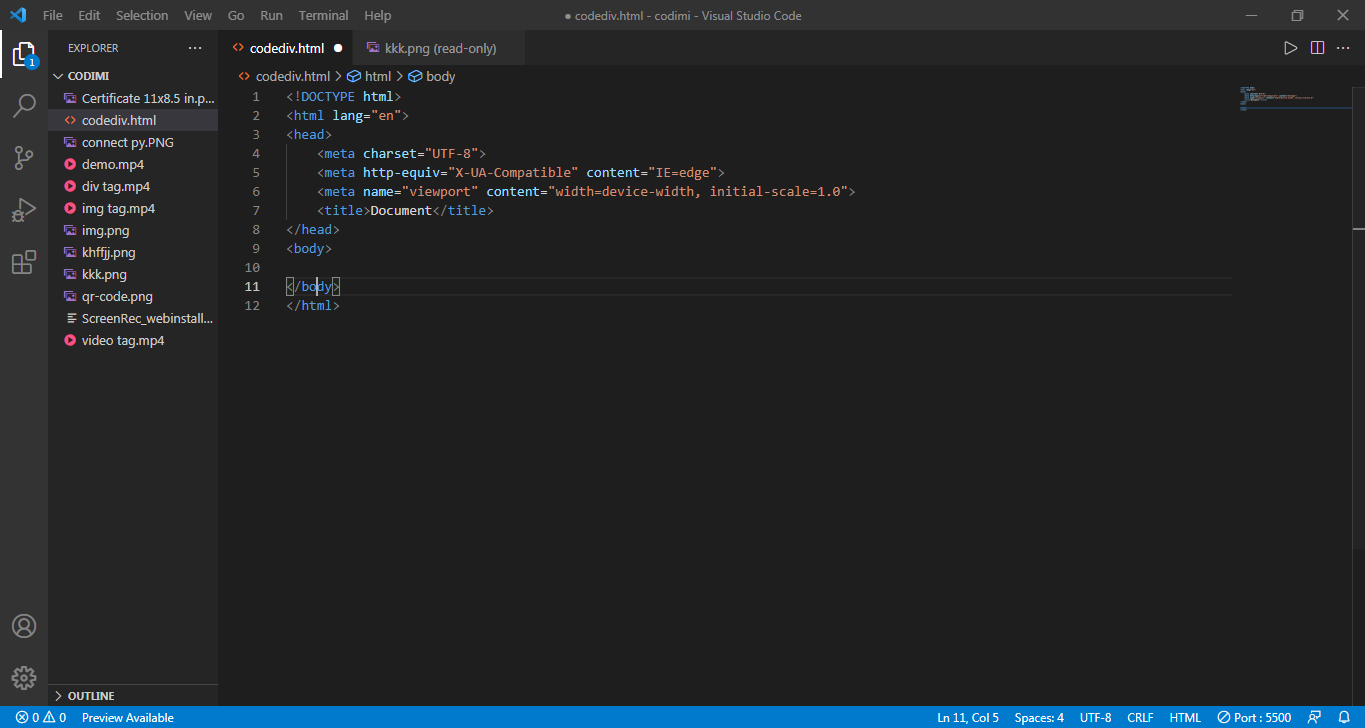 File Edit Selection View Go Run Terminal Help
● codediv.html - codimi - Visual Studio Code
1
EXPLORER
CODIMI
Certificate 11x8.5 in.p...
codediv.html
connect py.PNG
demo.mp4
div tag.mp4
img tag.mp4
img.png
khffjj.png
kkk.png
qr-code.png
ScreenRec_webinstall...
video tag.mp4
OUTLINE
codediv.html ● kkk.png (read-only)
codediv.html > html > body
1 <!DOCTYPE html>
2 <html lang="en">
3 <head>
4 <meta charset="UTF-8">
5 <meta http-equiv="X-UA-Compatible" content="IE=edge">
6 <meta name="viewport" content="width=device-width, initial-scale=1.0">
7 <title>Document</title>
8 </head>
9 <body>
10
11 </body>
12 </html>
0 0 Preview Available Ln 11, Col 5 Spaces: 4 UTF-8 CRLF HTML Port : 5500